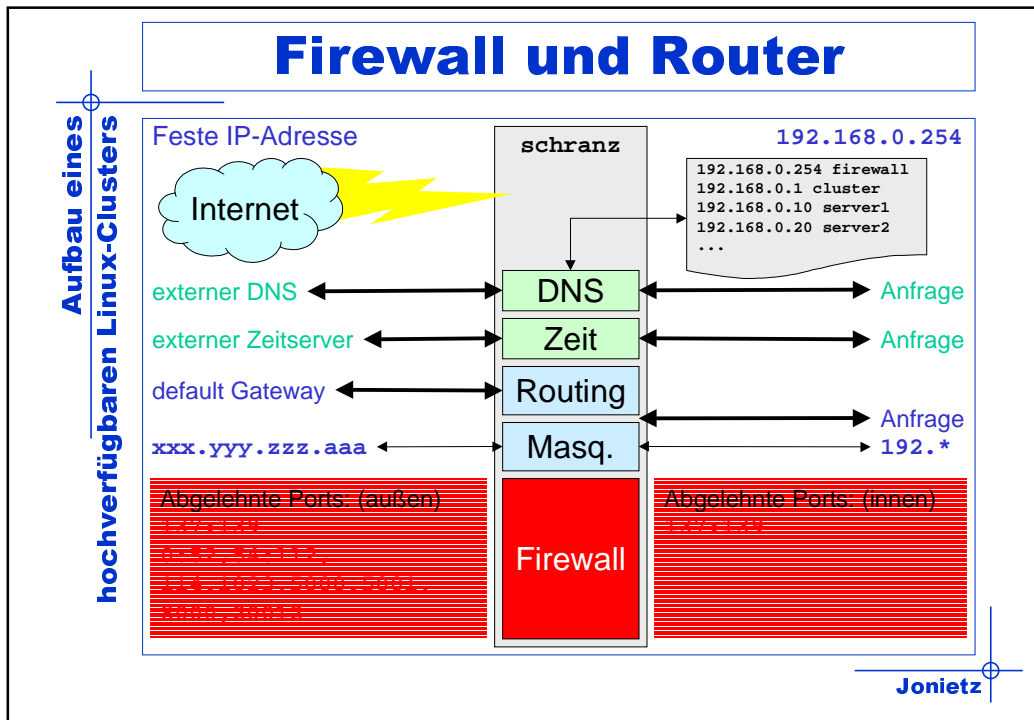 Firewall und Router
Aufbau eines
hochverfügbaren Linux-Clusters
Feste IP-Adresse
schranz
192.168.0.254
Internet
192.168.0.254 firewall
192.168.0.1 cluster
192.168.0.10 server1
192.168.0.20 server2
...
externer DNS
DNS
Anfrage
externer Zeitserver
Zeit
Anfrage
default Gateway
Routing
Anfrage
xxx.yyy.zzz.aaa
Masq.
192.*
Abgelehnte Ports: (außen)
Firewall
Abgelehnte Ports: (innen)
Jonietz